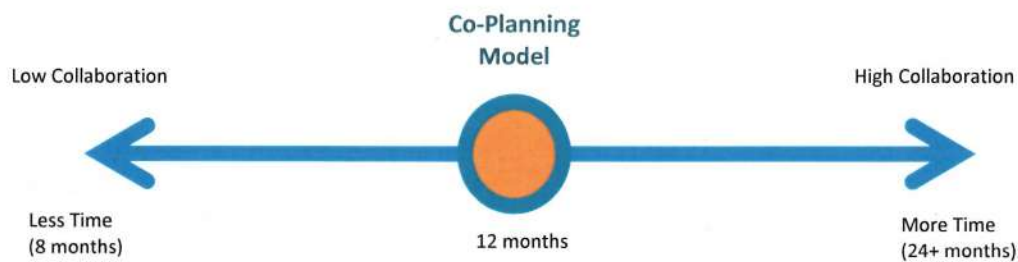 Co-Planning
Model
Low Collaboration
High Collaboration
Less Time
(8 months)
12 months
More Time
(24+ months)